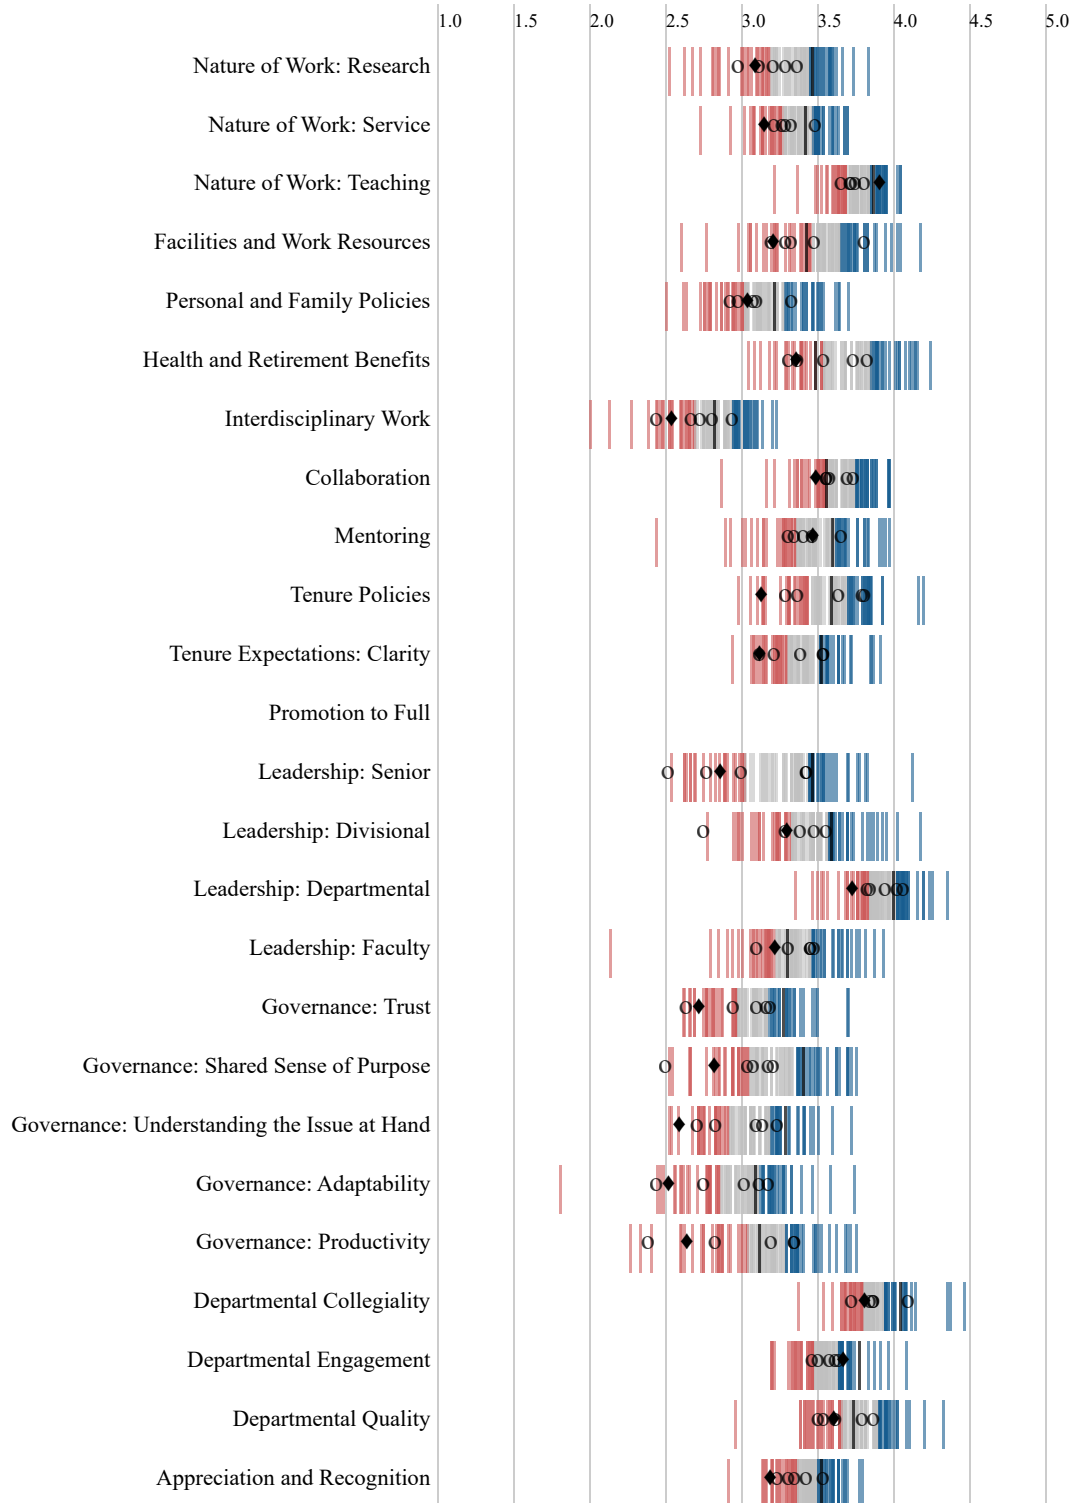 1.0 1.5 2.0 2.5 3.0 3.5 4.0 4.5 5.0
Nature of Work: Research
Nature of Work: Service
Nature of Work: Teaching
Facilities and Work Resources
Personal and Family Policies
Health and Retirement Benefits
Interdisciplinary Work
Collaboration
Mentoring
Tenure Policies
Tenure Expectations: Clarity
Promotion to Full
Leadership: Senior
Leadership: Divisional
Leadership: Departmental
Leadership: Faculty
Governance: Trust
Governance: Shared Sense of Purpose
Governance: Understanding the Issue at Hand
Governance: Adaptability
Governance: Productivity
Departmental Collegiality
Departmental Engagement
Departmental Quality
Appreciation and Recognition